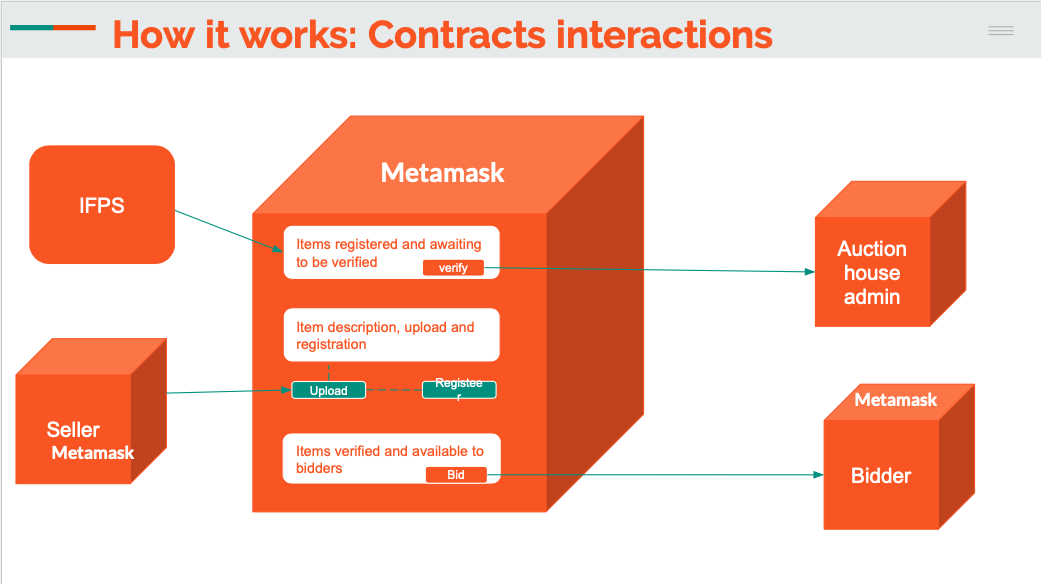 How it works: Contracts interactions
Metamask
IFPS
Items registered and awaiting
to be verified
verify
Auction
house
admin
Item description, upload and
registration
Upload
Registee
r
Seller
Metamask
Items verified and available to
bidders
Bid
Metamask
Bidder